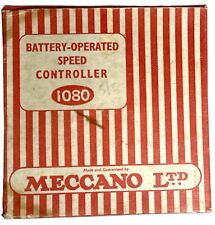 BATTERY-OPERATED
SPEED
CONTROLLER
1080
Made and Guaranteed by
MECCANO LTD